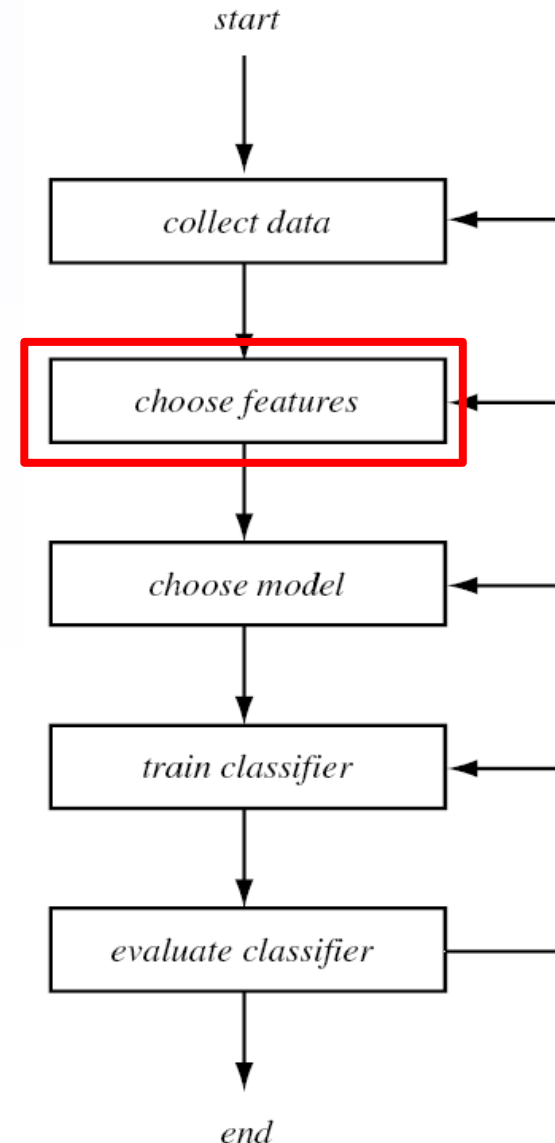 start
collect data
choose features
choose model
train classifier
evaluate classifier
end